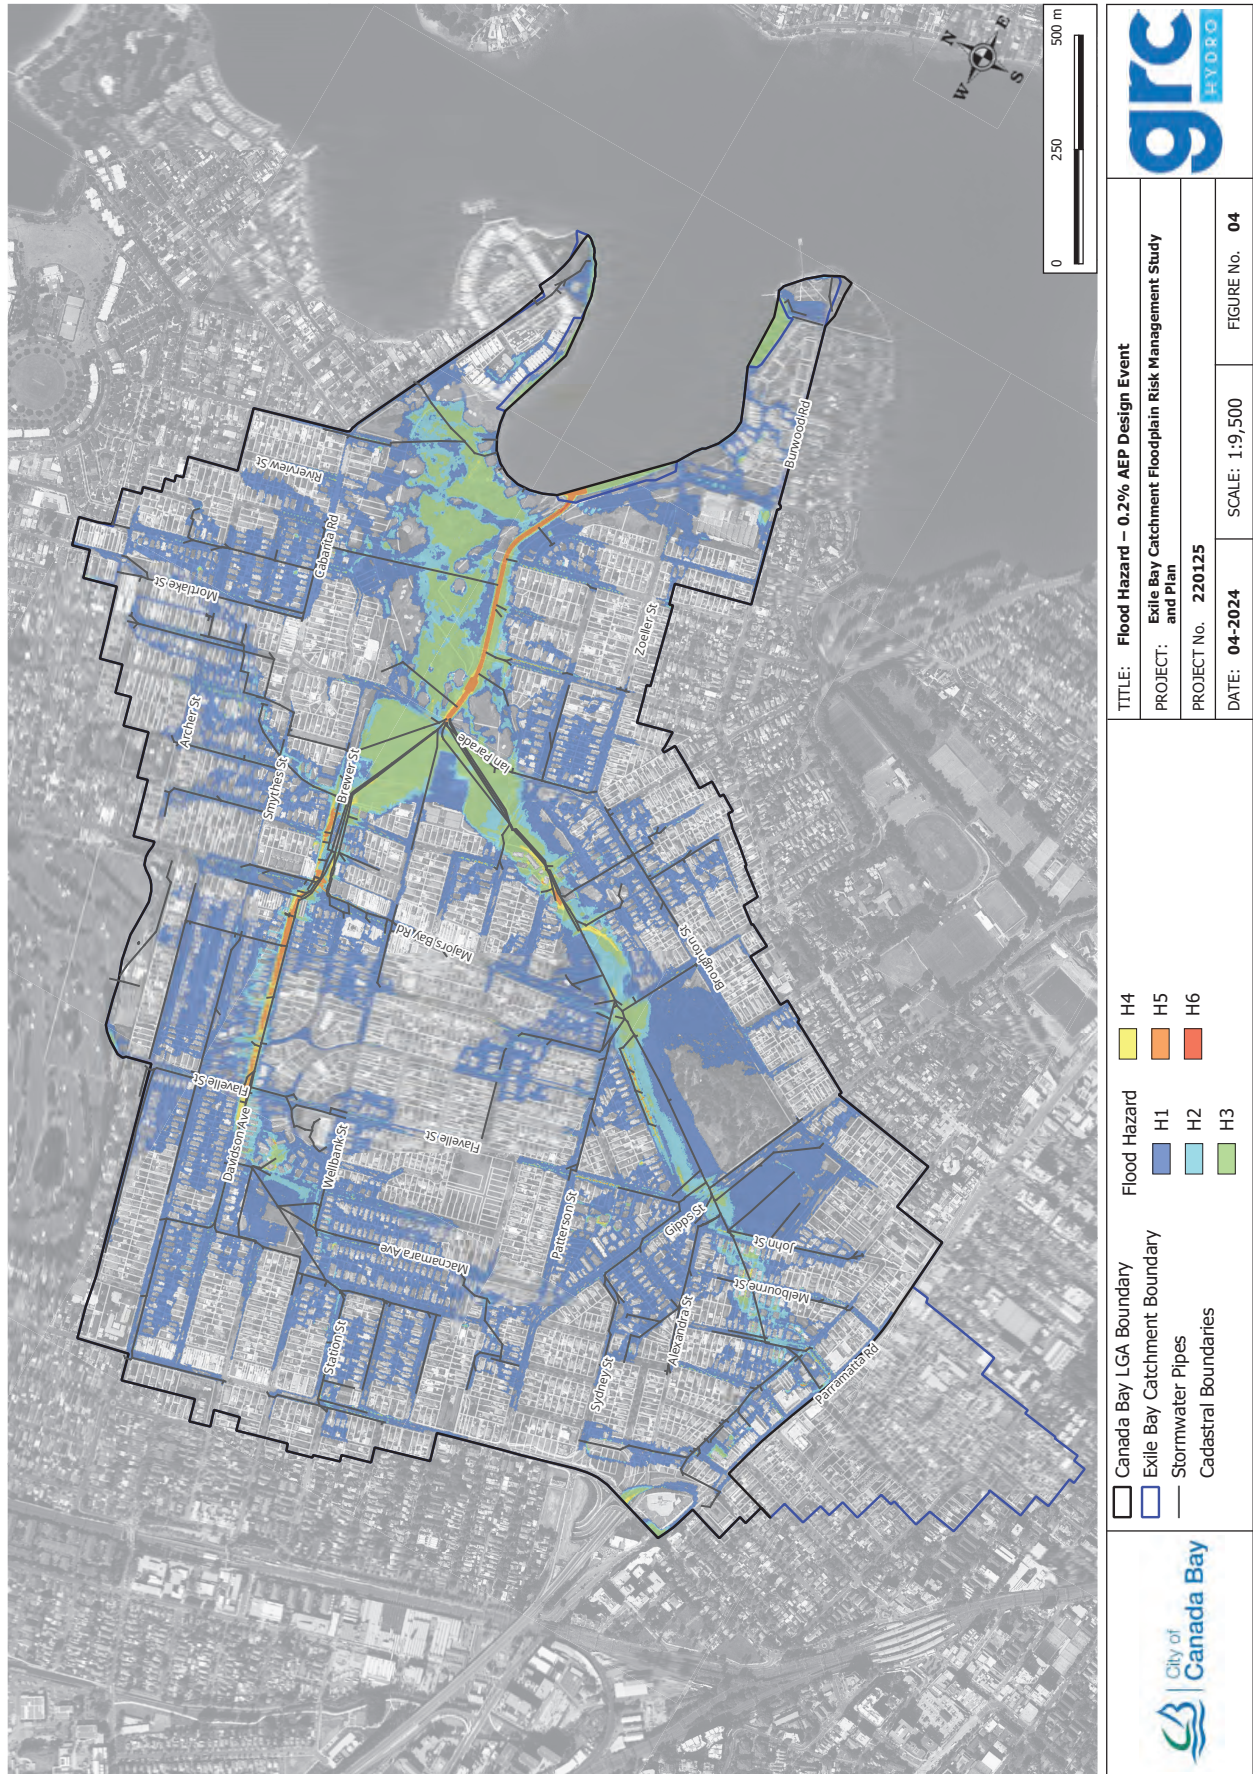 Riverview St
Cabarita Rd
Mortlake St
Archer St
Smythes St
Brewer St
Ian Parade
Zoeller St
Burwood Rd
Majors Bay Rd
Broughton St
Flavelle St
Davidson Ave
Wellbank St
Flavelle St
Macnamara Ave
Patterson St
Gipps St
John St
Melbourne St
Station St
Sydney St
Alexandra St
Parramatta Rd
N
E
S
W
0 250 500 m
City of
Canada Bay
Canada Bay LGA Boundary
Exile Bay Catchment Boundary
Stormwater Pipes
Cadastral Boundaries
Flood Hazard
H1
H2
H3
H4
H5
H6
TITLE: Flood Hazard – 0.2% AEP Design Event
PROJECT: Exile Bay Catchment Floodplain Risk Management Study
and Plan
PROJECT No. 220125
DATE: 04-2024 SCALE: 1:9,500 FIGURE No. 04
grc
HYDRO